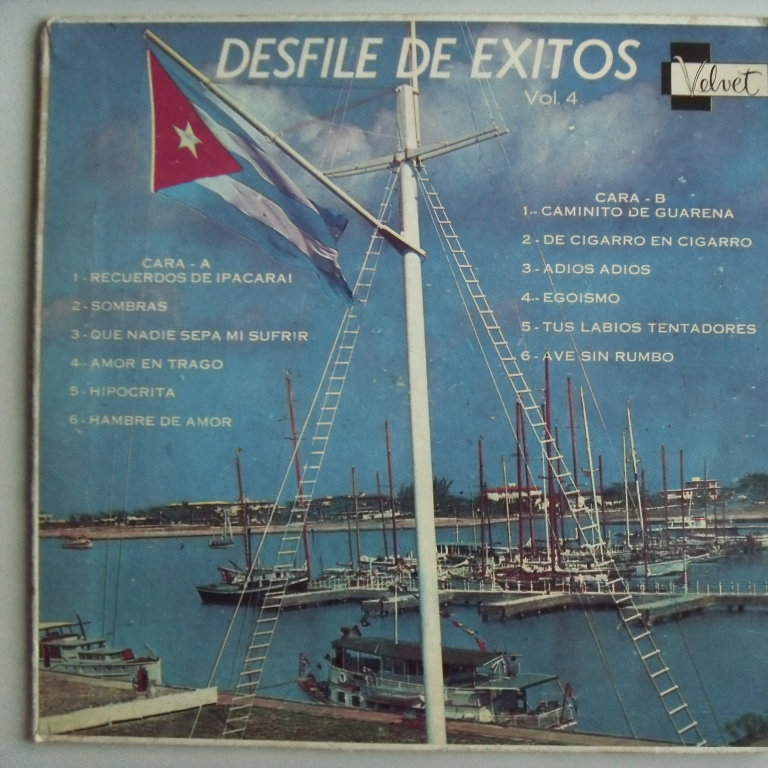 DESFILE DE EXITOS
Vol. 4
Velvet
CARA - A
1 - RECUERDOS DE IPACARAI
2 - SOMBRAS
3 - QUE NADIE SEPA MI SUFRIR
4 - AMOR EN TRAGO
5 - HIPOCRITA
6 - HAMBRE DE AMOR
CARA - B
1.- CAMINITO DE GUARENA
2 - DE CIGARRO EN CIGARRO
3 - ADIOS ADIOS
4.- EGOISMO
5 - TUS LABIOS TENTADORES
6 - AVE SIN RUMBO